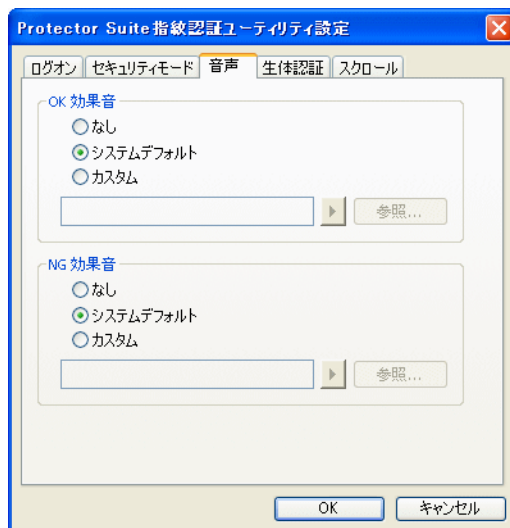 Protector Suite 指紋認証ユーティリティ設定
ログオン セキュリティモード 音声 生体認証 スクロール
OK 効果音
なし
システムデフォルト
カスタム
参照...
NG 効果音
なし
システムデフォルト
カスタム
参照...
OK キャンセル